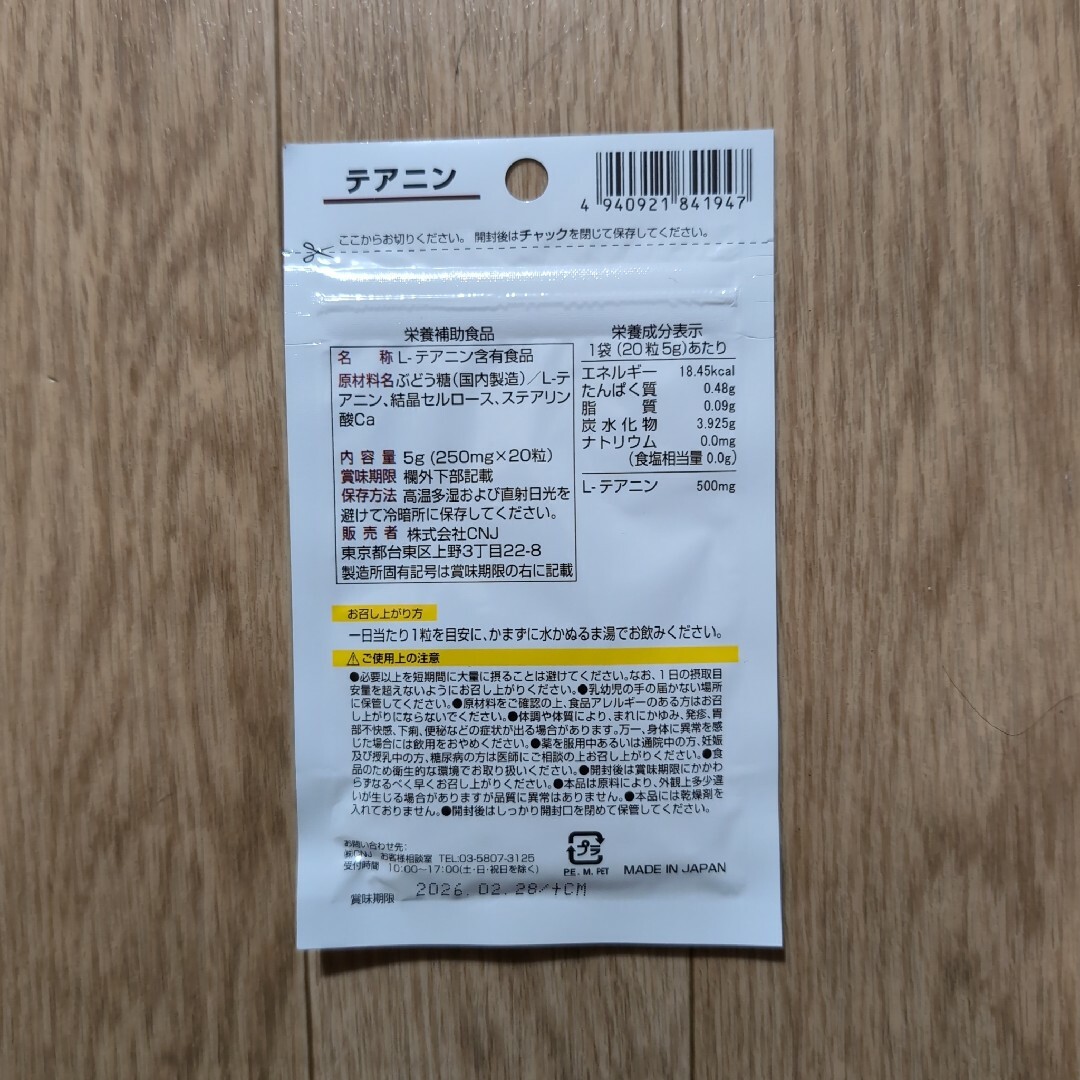 テアニン
4 940921 841947
ここからお切りください。 開封後はチャックを閉じて保存してください。
栄養補助食品
名 称 L-テアニン含有食品
原材料名 ぶどう糖(国内製造)/L-テ
アニン、結晶セルロース、ステアリン
酸Ca
内容量 5g (250mg×20粒)
賞味期限 欄外下部記載
保存方法 高温多湿および直射日光を
避けて冷暗所に保存してください。
販売者 株式会社CNJ
東京都台東区上野3丁目22-8
製造所固有記号は賞味期限の右に記載
栄養成分表示
1袋(20粒 5g)あたり
エネルギー 18.45kcal
たんぱく質 0.48g
脂質 0.09g
炭水化物 3.925g
ナトリウム 0.0mg
(食塩相当量 0.0g)
L-テアニン 500mg
お召し上がり方
一日当たり1粒を目安に、かまずに水かぬるま湯でお飲みください。
⚠ご使用上の注意
●必要以上を短期間に大量に摂ることは避けてください。なお、1日の摂取目
安量を超えないようにお召し上がりください。●乳幼児の手の届かない場所
に保管してください。●原材料をご確認の上、食品アレルギーのある方はお召
し上がりにならないでください。●体調や体質により、まれにかゆみ、発疹、胃
部不快感、下痢、便秘などの症状が出る場合があります。万一、身体に異常を感
じた場合には飲用をおやめください。●薬を服用中あるいは通院中の方、妊娠
及び授乳中の方、糖尿病の方は医師にご相談の上お召し上がりください。●食
品のため衛生的な環境でお取り扱いください。●開封後は賞味期限にかかわ
らずなるべく早くお召し上がりください。●本品は原料により、外観上多少違
いが生じる場合がありますが品質に異常はありません。●本品には乾燥剤を
入れておりません。●開封後はしっかり開封口を閉めて保管してください。
お問い合わせ先:
㈱CNJ お客様相談室 TEL:03-5807-3125
受付時間 10:00〜17:00(土・日・祝日を除く)
プラ
P.E. M. PET
MADE IN JAPAN
賞味期限 2026.02.28/+CM